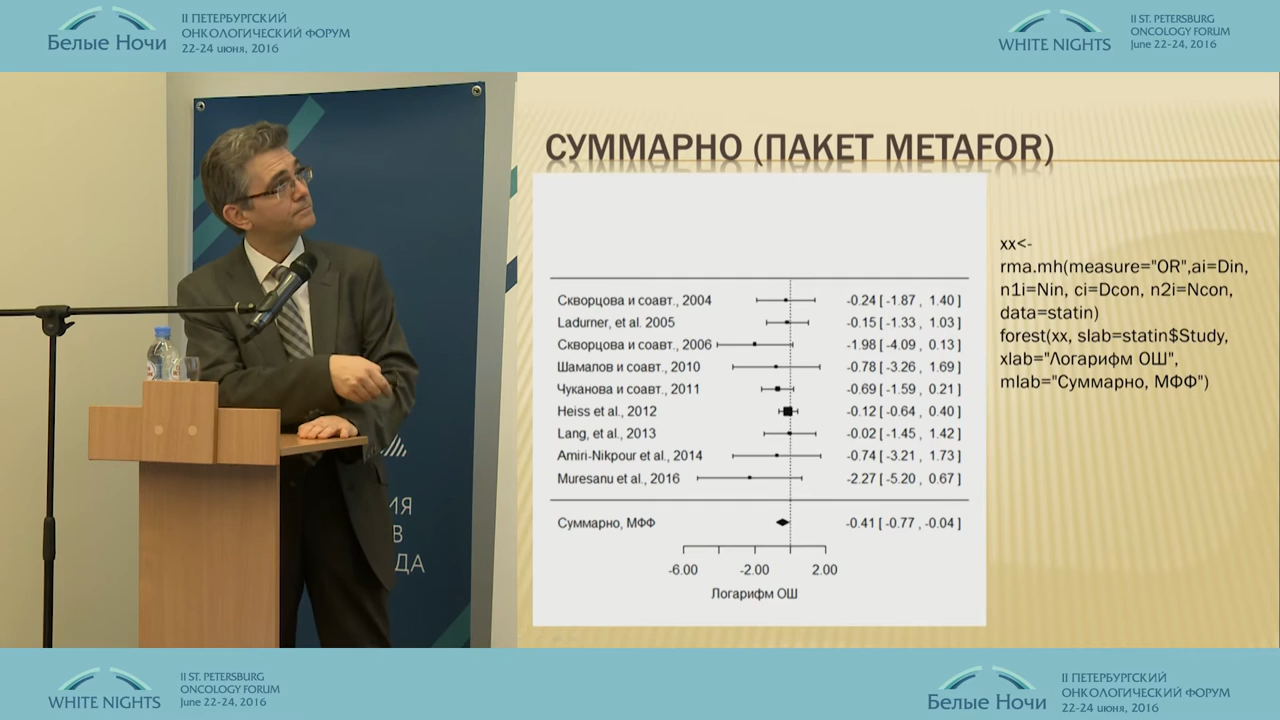 Белые Ночи
II ПЕТЕРБУРГСКИЙ
ОНКОЛОГИЧЕСКИЙ ФОРУМ
22-24 июня, 2016
WHITE NIGHTS
II ST. PETERSBURG
ONCOLOGY FORUM
June 22-24, 2016
СУММАРНО (ПАКЕТ METAFOR)
Скворцова и соавт., 2004 -0.24 [ -1.87 , 1.40 ]
Ladurner, et al. 2005 -0.15 [ -1.33 , 1.03 ]
Скворцова и соавт., 2006 -1.98 [ -4.09 , 0.13 ]
Шамалов и соавт., 2010 -0.78 [ -3.26 , 1.69 ]
Чуканова и соавт., 2011 -0.69 [ -1.59 , 0.21 ]
Heiss et al., 2012 -0.12 [ -0.64 , 0.40 ]
Lang, et al., 2013 -0.02 [ -1.45 , 1.42 ]
Amiri-Nikpour et al., 2014 -0.74 [ -3.21 , 1.73 ]
Muresanu et al., 2016 -2.27 [ -5.20 , 0.67 ]
Суммарно, МФФ -0.41 [ -0.77 , -0.04 ]
-6.00 -2.00 2.00
Логарифм ОШ
xx<-
rma.mh(measure="OR",ai=Din,
n1i=Nin, ci=Dcon, n2i=Ncon,
data=statin)
forest(xx, slab=statin$Study,
xlab="Логарифм ОШ",
mlab="Суммарно, МФФ")
ИЯ
В
ДА
WHITE NIGHTS
II ST. PETERSBURG
ONCOLOGY FORUM
June 22-24, 2016
Белые Ночи
II ПЕТЕРБУРГСКИЙ
ОНКОЛОГИЧЕСКИЙ ФОРУМ
22-24 июня, 2016